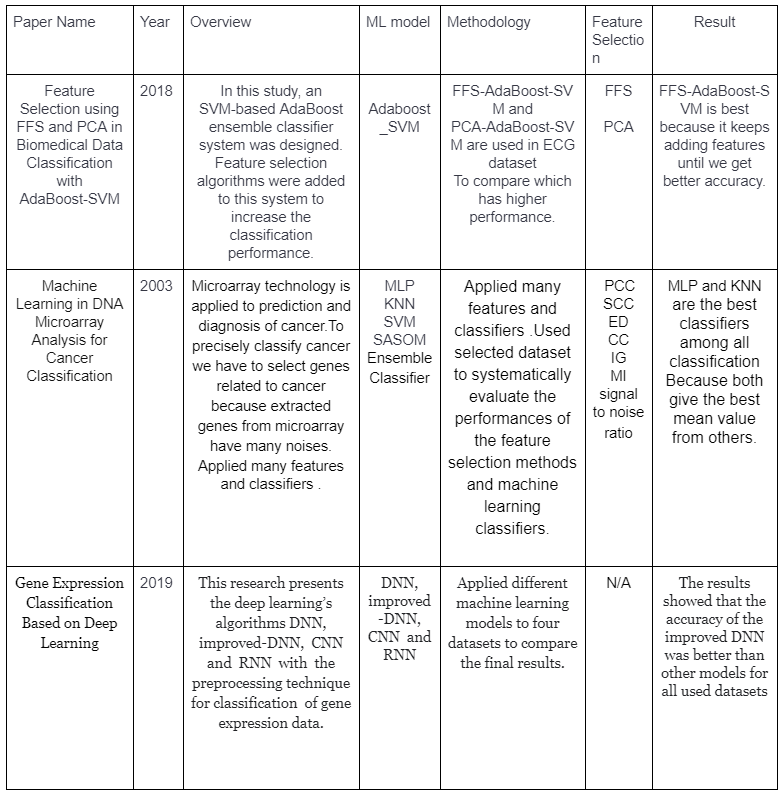 Paper Name
Year
Overview
ML model
Methodology
Feature
Selectio
n
Result
Feature
Selection using
FFS and PCA in
Biomedical Data
Classification
with
AdaBoost-SVM
2018
In this study, an
SVM-based AdaBoost
ensemble classifier
system was designed.
Feature selection
algorithms were added
to this system to
increase the
classification
performance.
Adaboost
_SVM
FFS-AdaBoost-SV
M and
PCA-AdaBoost-SV
M are used in ECG
dataset
To compare which
has higher
performance.
FFS
PCA
FFS-AdaBoost-S
VM is best
because it keeps
adding features
until we get
better accuracy.
Machine
Learning in DNA
Microarray
Analysis for
Cancer
Classification
2003
Microarray technology is
applied to prediction and
diagnosis of cancer.To
precisely classify cancer
we have to select genes
related to cancer
because extracted
genes from microarray
have many noises.
Applied many features
and classifiers .
MLP
KNN
SVM
SASOM
Ensemble
Classifier
Applied many
features and
classifiers .Used
selected dataset
to systematically
evaluate the
performances of
the feature
selection methods
and machine
learning
classifiers.
PCC
SCC
ED
CC
IG
MI
signal
to noise
ratio
MLP and KNN
are the best
classifiers
among all
classification
Because both
give the best
mean value
from others.
Gene Expression
Classification
Based on Deep
Learning
2019
This research presents
the deep learning’s
algorithms DNN,
improved-DNN, CNN
and RNN with the
preprocessing technique
for classification of gene
expression data.
DNN,
improved
-DNN,
CNN and
RNN
Applied different
machine learning
models to four
datasets to compare
the final results.
N/A
The results
showed that the
accuracy of the
improved DNN
was better than
other models for
all used datasets